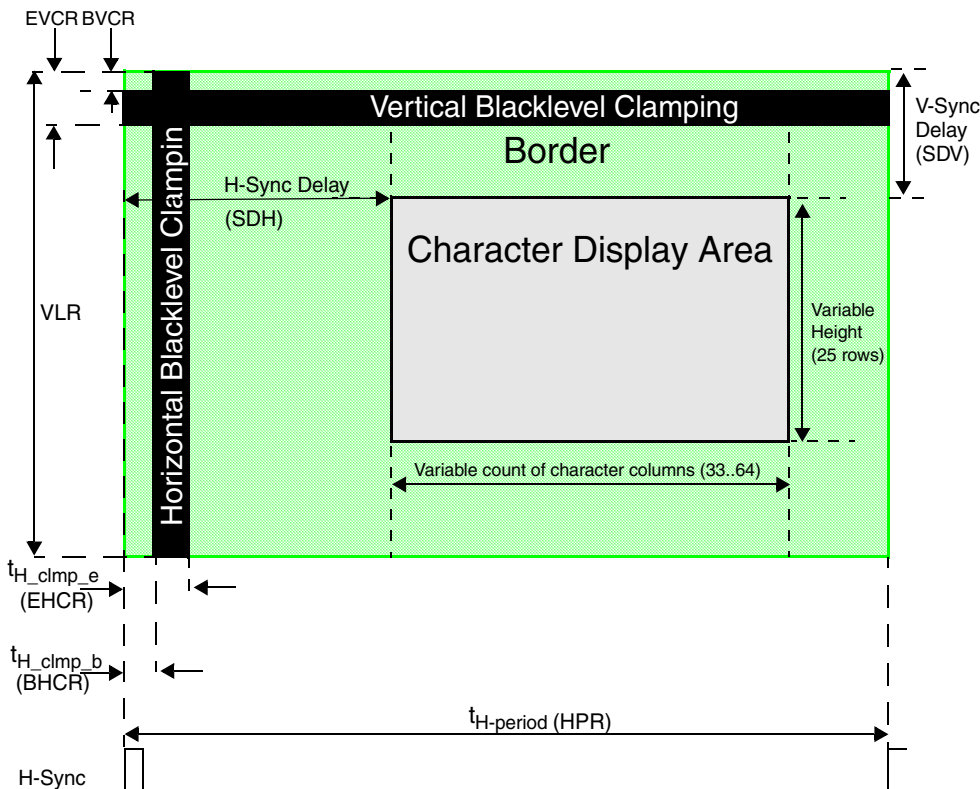 EVCR BVCR
Vertical Blacklevel Clamping
V-Sync
Delay
(SDV)
Border
H-Sync Delay
(SDH)
Horizontal Blacklevel Clampin
Character Display Area
VLR
Variable
Height
(25 rows)
Variable count of character columns (33..64)
tH_clmp_e
(EHCR)
tH_clmp_b
(BHCR)
tH-period (HPR)
H-Sync